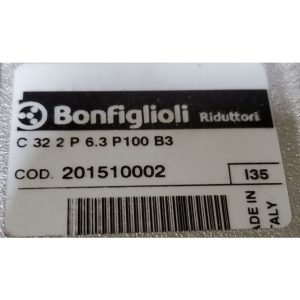 Bonfiglioli Riduttori
C 32 2 P 6.3 P100 B3
COD. 201510002 I35
MADE IN
ITALY